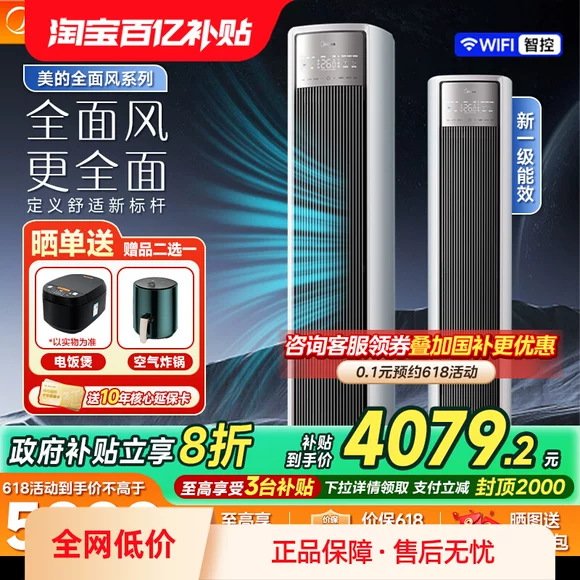 淘宝百亿补贴
WIFI 智控
美的全面风系列
全面风
更全面
定义舒适新标杆
新一级能效
晒单送 赠品二选一
*以实物为准
电饭煲
空气炸锅
送10年核心延保卡
咨询客服领券叠加国补更优惠
0.1元预约618活动
政府补贴立享8折
补贴到手价 4079.2元
618活动到手价不高于
至高享受3台补贴 下拉详情领取 支付立减 封顶2000
至高享
价保
价保618
晒图送
包
全网低价
正品保障·售后无忧